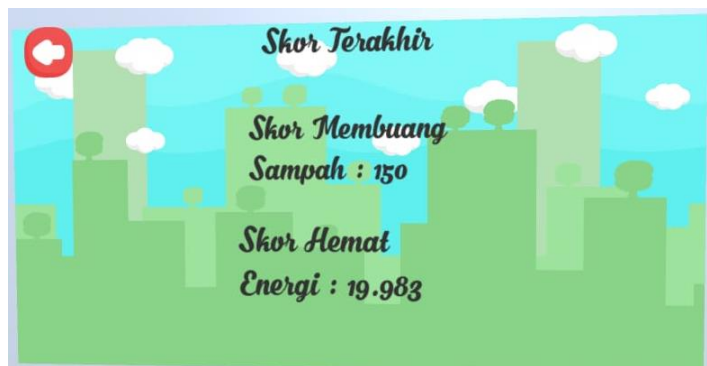 Skor Terakhir
Skor Membuang
Sampah : 150
Skor Hemat
Energi : 19.983